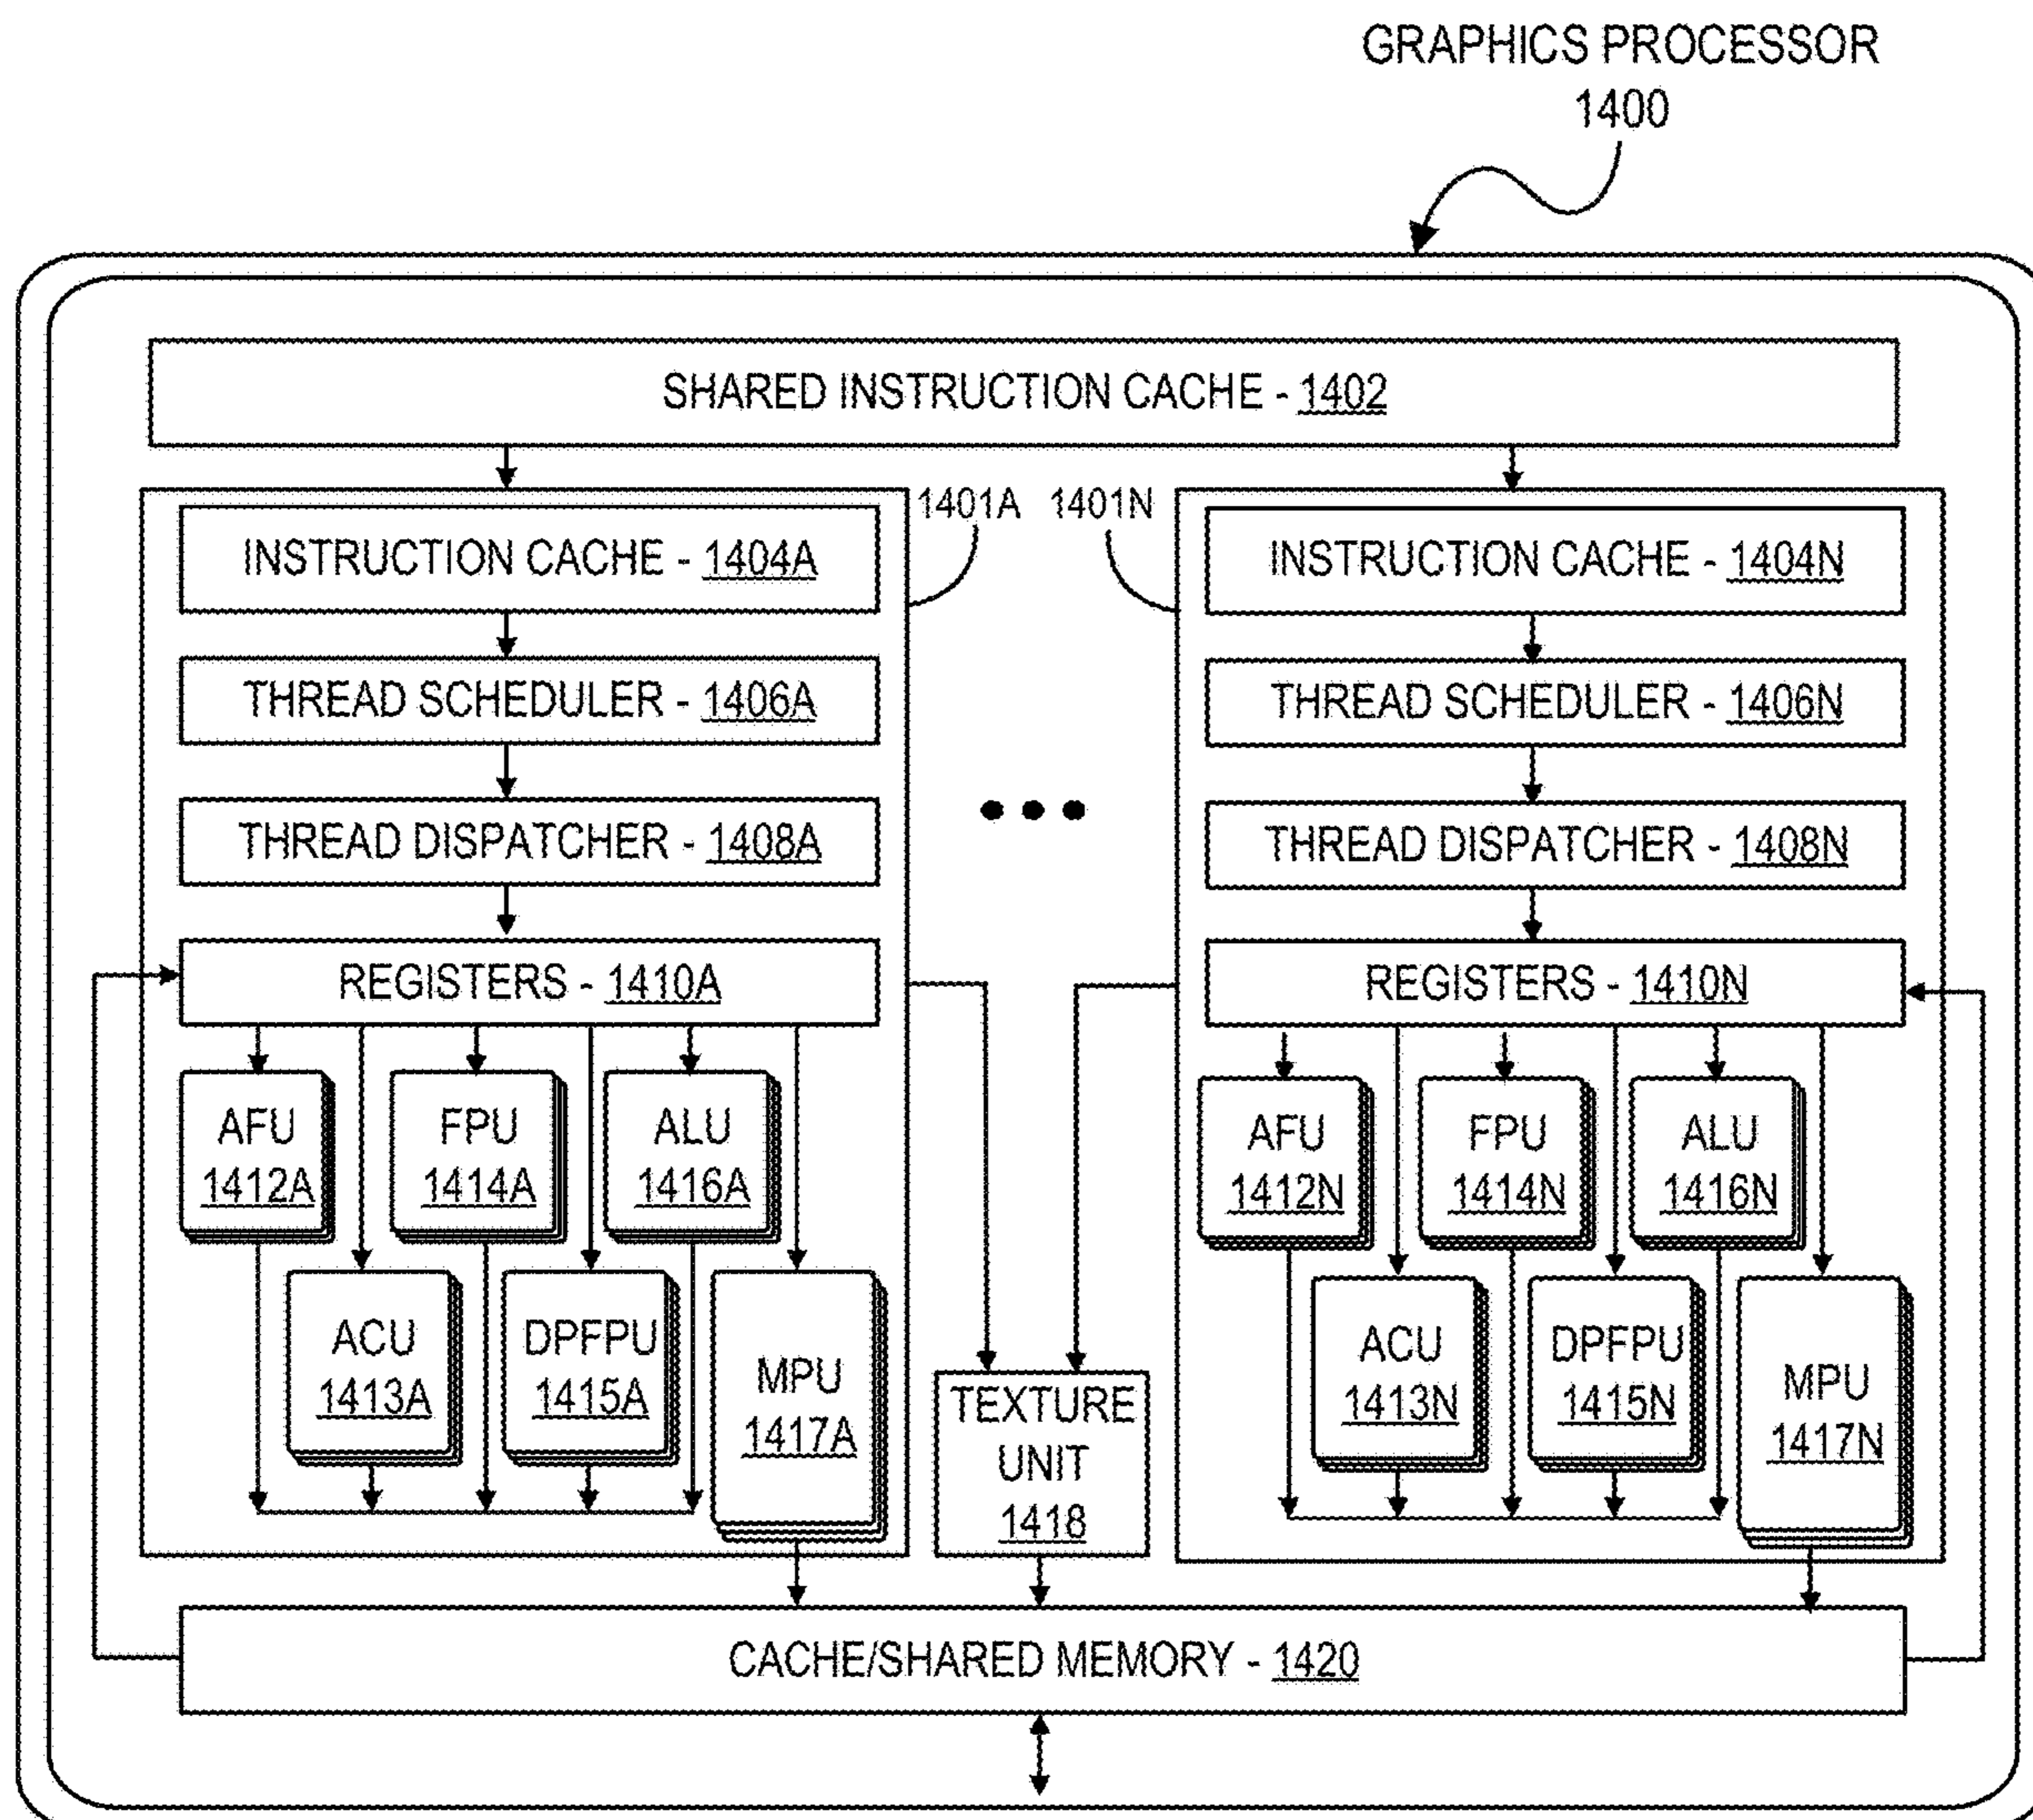 GRAPHICS PROCESSOR
1400
SHARED INSTRUCTION CACHE - 1402
1401A
1401N
INSTRUCTION CACHE - 1404A
THREAD SCHEDULER - 1406A
THREAD DISPATCHER - 1408A
REGISTERS - 1410A
AFU
1412A
FPU
1414A
ALU
1416A
ACU
1413A
DPFPU
1415A
MPU
1417A
INSTRUCTION CACHE - 1404N
THREAD SCHEDULER - 1406N
THREAD DISPATCHER - 1408N
REGISTERS - 1410N
AFU
1412N
FPU
1414N
ALU
1416N
ACU
1413N
DPFPU
1415N
MPU
1417N
TEXTURE
UNIT
1418
CACHE/SHARED MEMORY - 1420